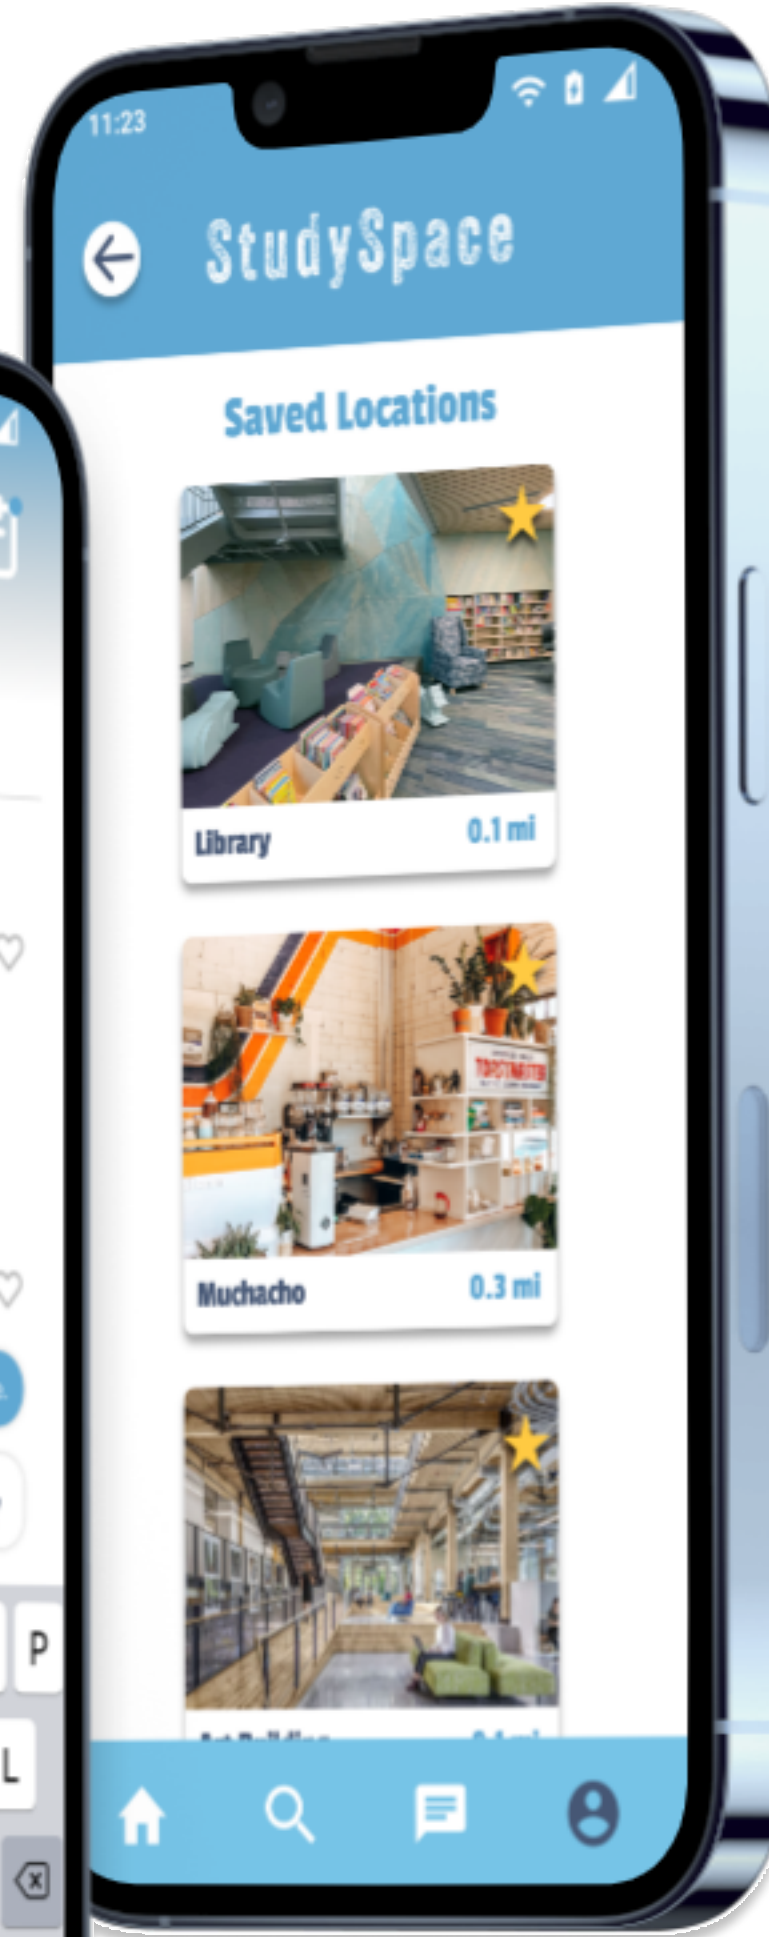 11:23
StudySpace
Saved Locations
Library 0.1 mi
Muchacho 0.3 mi
P
L